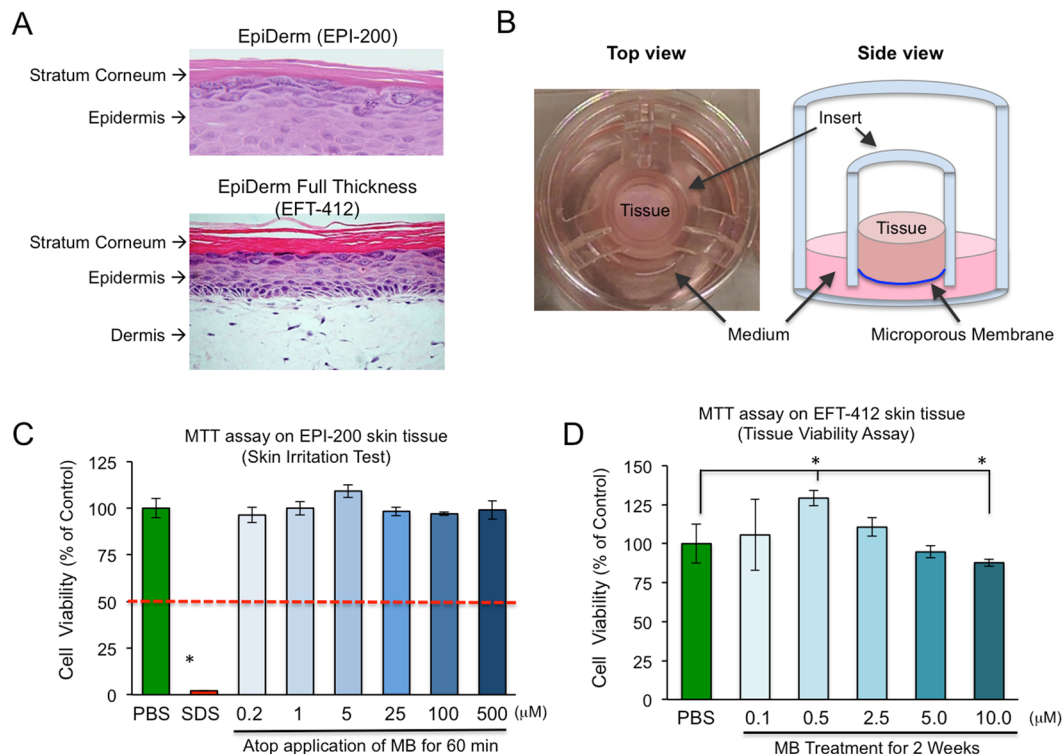 A
EpiDerm (EPI-200)
Stratum Corneum →
Epidermis →
EpiDerm Full Thickness
(EFT-412)
Stratum Corneum →
Epidermis →
Dermis →
B
Top view
Side view
Insert
Tissue
Tissue
Medium
Microporous Membrane
C
MTT assay on EPI-200 skin tissue
(Skin Irritation Test)
Cell Viability (% of Control)
125
100
75
50
25
0
*
PBS SDS 0.2 1 5 25 100 500 (μM)
Atop application of MB for 60 min
D
MTT assay on EFT-412 skin tissue
(Tissue Viability Assay)
Cell Viability (% of Control)
150
125
100
75
50
25
0
* *
PBS 0.1 0.5 2.5 5.0 10.0 (μM)
MB Treatment for 2 Weeks